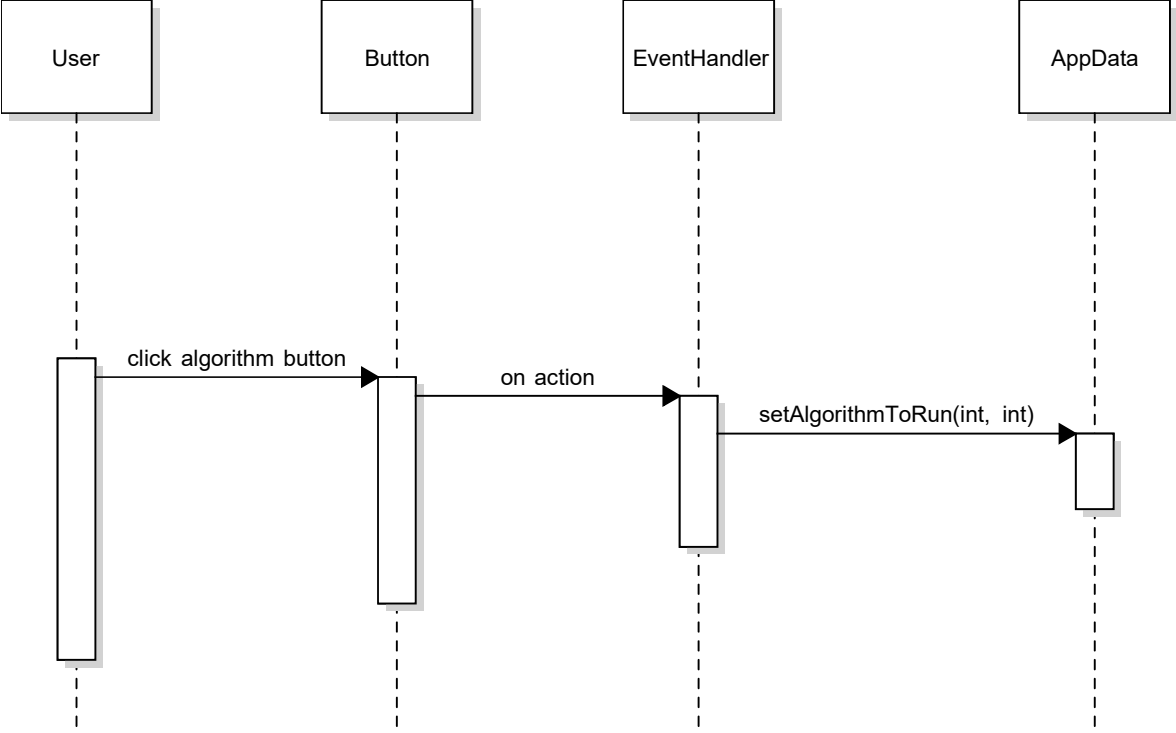 User
Button
EventHandler
AppData
click algorithm button
on action
setAlgorithmToRun(int, int)